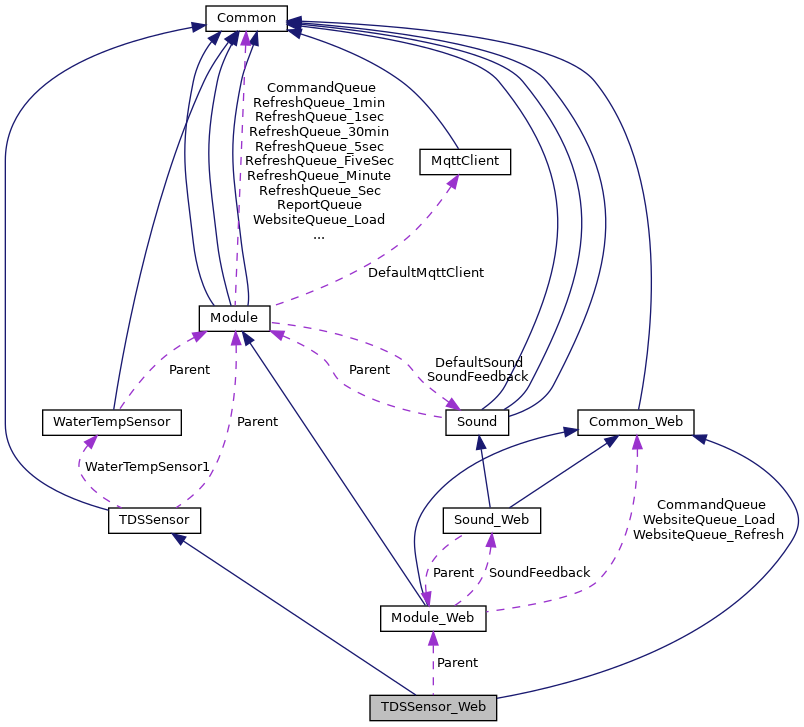 Common
CommandQueue
RefreshQueue_1min
RefreshQueue_1sec
RefreshQueue_30min
RefreshQueue_5sec
RefreshQueue_FiveSec
RefreshQueue_Minute
RefreshQueue_Sec
ReportQueue
WebsiteQueue_Load
...
MqttClient
DefaultMqttClient
Module
Parent
Parent
DefaultSound
SoundFeedback
WaterTempSensor
Parent
Sound
Common_Web
WaterTempSensor1
TDSSensor
Sound_Web
CommandQueue
WebsiteQueue_Load
WebsiteQueue_Refresh
Parent
SoundFeedback
Module_Web
Parent
TDSSensor_Web